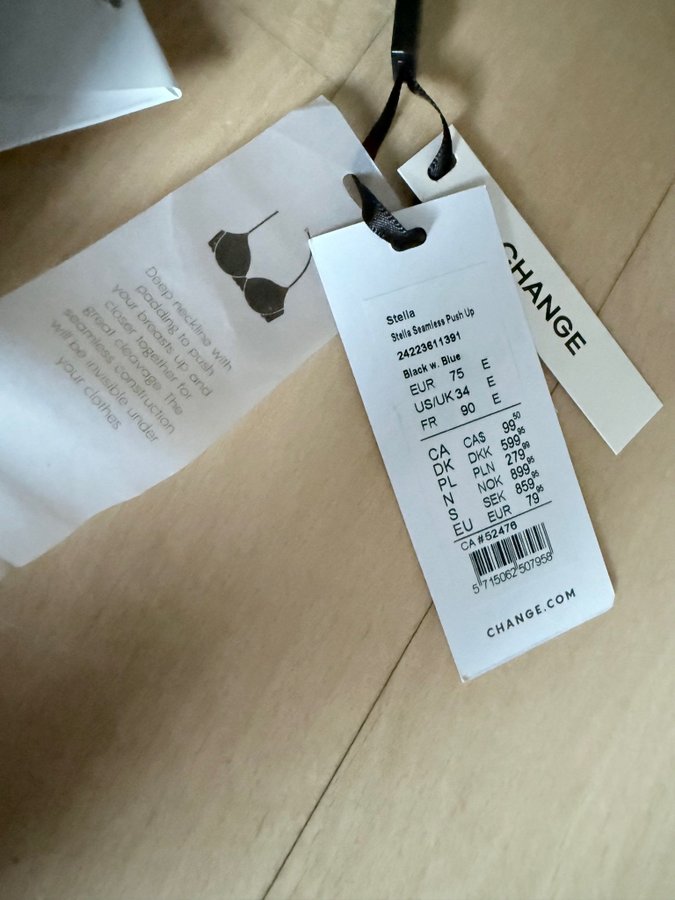 Deep neckline with
padding to push
your breasts up and
closer together for
great cleavage. The
seamless construction
will be invisible under
your clothes
CHANGE
Stella
Stella Seamless Push Up
24223611391
Black w. Blue
EUR 75 E
US/UK 34 E
FR 90 E
CA CA$ 99,50
DK DKK 599,95
PL PLN 279,99
N NOK 899,95
S SEK 859,95
EU EUR 79,95
CA #52476
5 715062 507958
CHANGE.COM